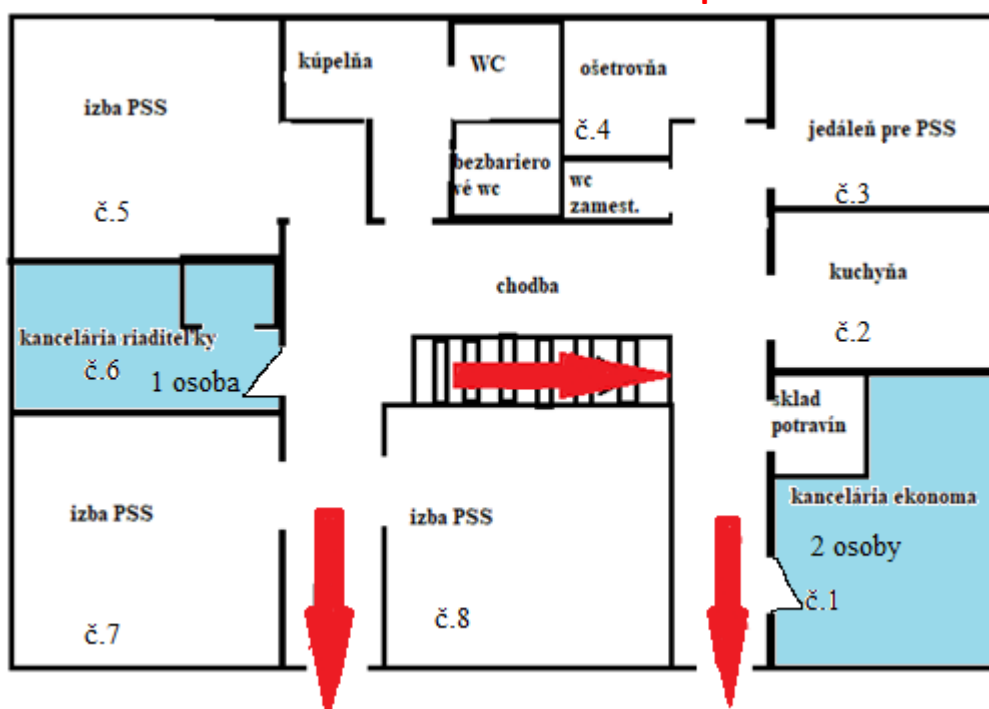 kúpelňa
WC
ošetrovňa
izba PSS
č.4
jedáleň pre PSS
bezbariero
vé wc
wc
zamest.
č.5
č.3
kuchyňa
chodba
č.2
kancelária riaditeľky
č.6
1 osoba
sklad
potravín
kancelária ekonoma
izba PSS
izba PSS
2 osoby
č.1
č.8
č.7